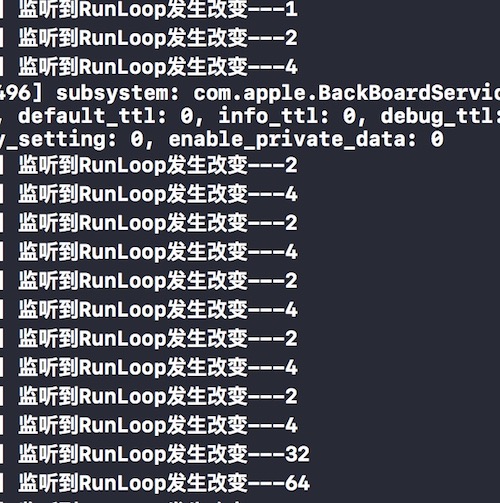 ] 监听到RunLoop发生改变---1
] 监听到RunLoop发生改变---2
] 监听到RunLoop发生改变---4
496] subsystem: com.apple.BackBoardServic
, default_ttl: 0, info_ttl: 0, debug_ttl:
y_setting: 0, enable_private_data: 0
] 监听到RunLoop发生改变---2
] 监听到RunLoop发生改变---4
] 监听到RunLoop发生改变---2
] 监听到RunLoop发生改变---4
] 监听到RunLoop发生改变---2
] 监听到RunLoop发生改变---4
] 监听到RunLoop发生改变---2
] 监听到RunLoop发生改变---4
] 监听到RunLoop发生改变---2
] 监听到RunLoop发生改变---4
] 监听到RunLoop发生改变---32
] 监听到RunLoop发生改变---64